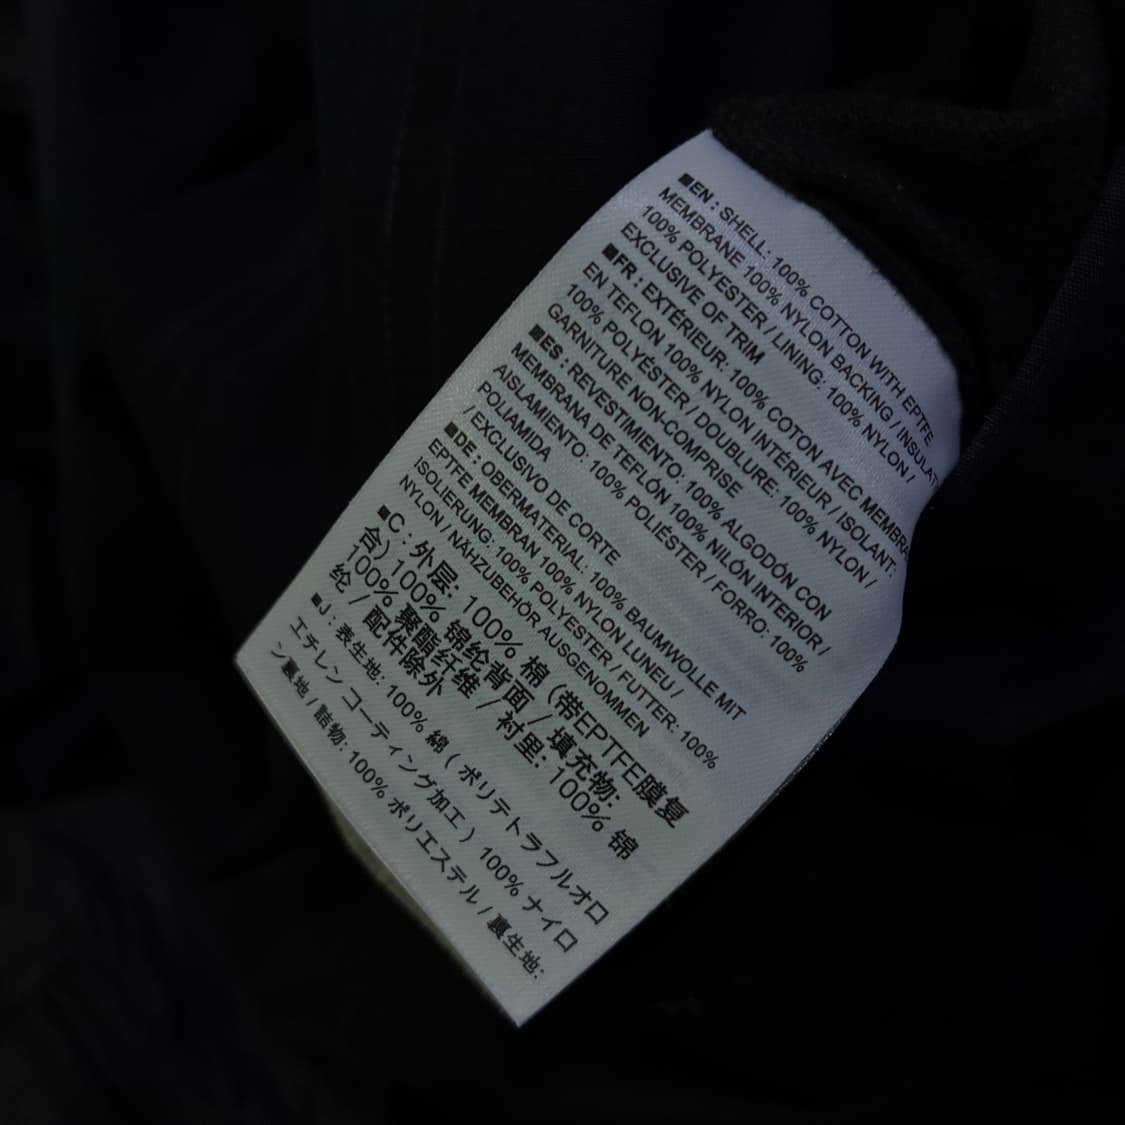 ■EN : SHELL: 100% COTTON WITH EPTFE
MEMBRANE 100% NYLON BACKING / INSULAT
100% POLYESTER / LINING: 100% NYLON /
EXCLUSIVE OF TRIM
■FR : EXTÉRIEUR: 100% COTON AVEC MEMBRA
EN TEFLON 100% NYLON INTÉRIEUR / ISOLANT:
100% POLYÉSTER / DOUBLURE: 100% NYLON /
GARNITURE NON-COMPRISE
■ES : REVESTIMIENTO: 100% ALGODÓN CON
MEMBRANA DE TEFLÓN 100% NILÓN INTERIOR /
AISLAMIENTO: 100% POLIÉSTER / FORRO: 100%
POLIAMIDA
/ EXCLUSIVO DE CORTE
■DE : OBERMATERIAL: 100% BAUMWOLLE MIT
EPTFE MEMBRAN 100% NYLON LUNEU /
ISOLIERUNG: 100% POLYESTER / FUTTER: 100%
NYLON / NÄHZUBEHÖR AUSGENOMMEN
■C : 外层: 100% 棉 (带EPTFE膜复
合) 100% 锦纶背面 / 填充物:
100% 聚酯纤维 / 衬里: 100% 锦
纶 / 配件除外
■J : 表生地: 100% 綿 ( ポリテトラフルオロ
エチレン コーティング加工 ) 100% ナイロ
ン裏地 / 詰物: 100% ポリエステル / 裏生地: